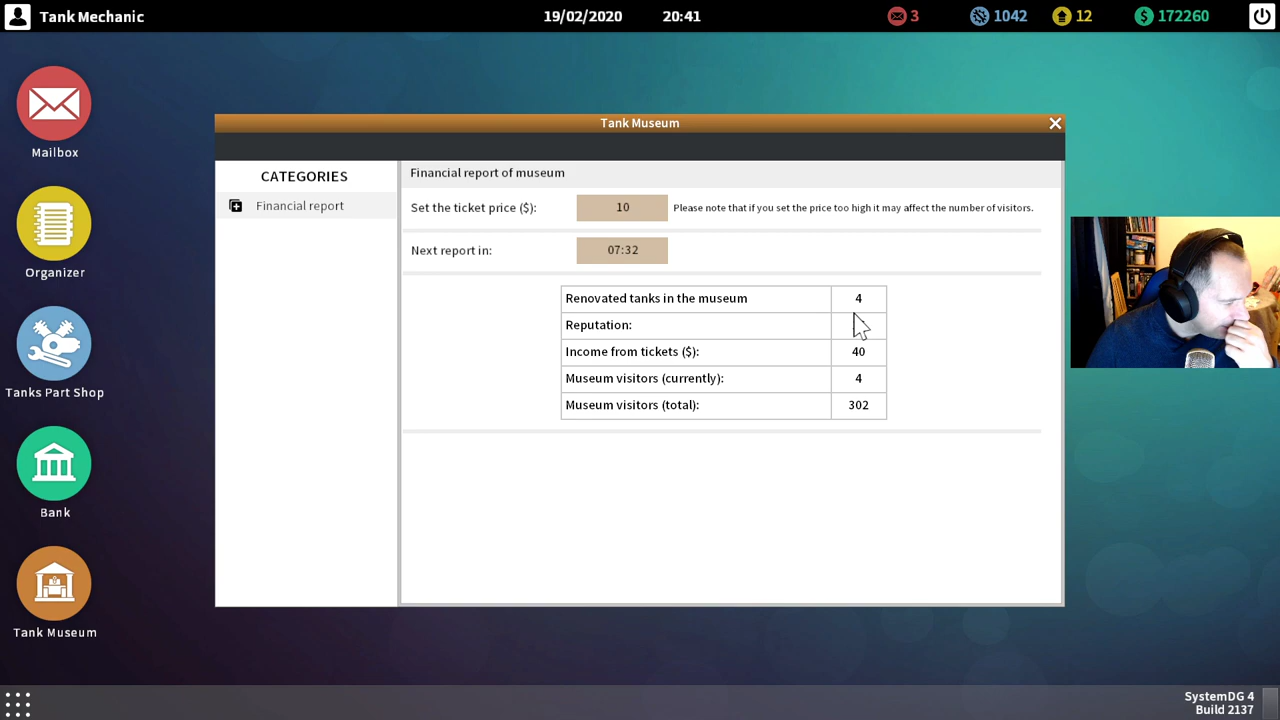 Tank Mechanic
19/02/2020
20:41
3
1042
12
172260
Mailbox
Organizer
Tanks Part Shop
Bank
Tank Museum
Tank Museum
CATEGORIES
Financial report
Financial report of museum
Set the ticket price ($): 10 Please note that if you set the price too high it may affect the number of visitors.
Next report in: 07:32
Renovated tanks in the museum 4
Reputation:
Income from tickets ($): 40
Museum visitors (currently): 4
Museum visitors (total): 302
SystemDG 4
Build 2137